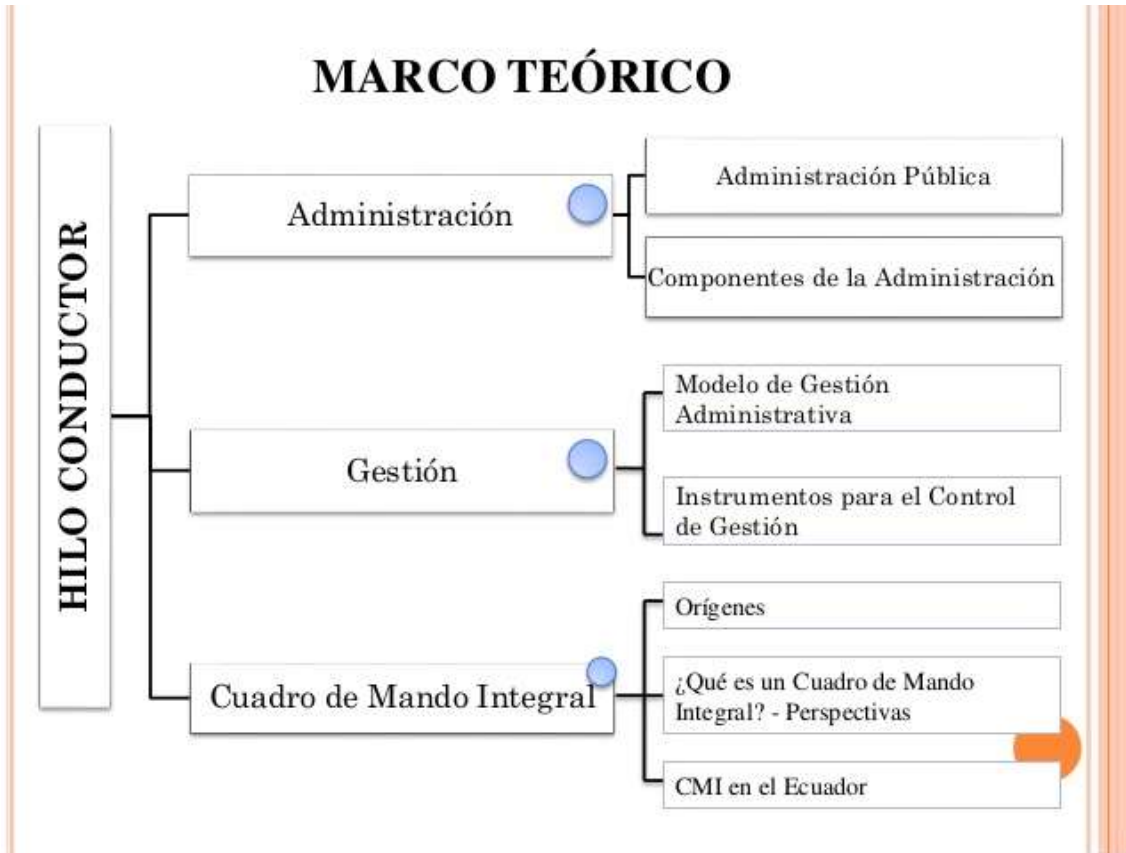 MARCO TEÓRICO
HILO CONDUCTOR
Administración
Administración Pública
Componentes de la Administración
Gestión
Modelo de Gestión
Administrativa
Instrumentos para el Control
de Gestión
Cuadro de Mando Integral
Orígenes
¿Qué es un Cuadro de Mando
Integral? - Perspectivas
CMI en el Ecuador